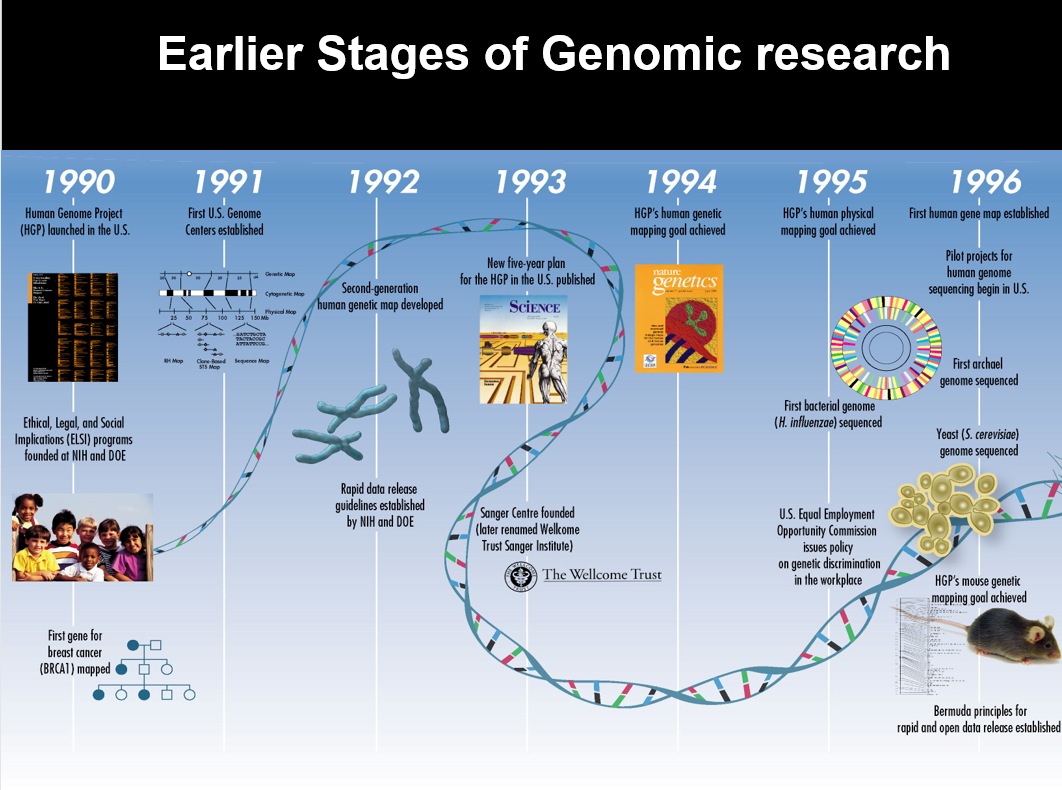 Earlier Stages of Genomic research
1990
Human Genome Project
(HGP) launched in the U.S.
Ethical, Legal, and Social
Implications (ELSI) programs
founded at NIH and DOE
First gene for
breast cancer
(BRCA1) mapped
1991
First U.S. Genome
Centers established
Genetic Map
Cytogenetic Map
Physical Map
25 50 75 100 125 150 Mb
RH Map
Clone-Based
STS Map
Sequence Map
1992
Second-generation
human genetic map developed
Rapid data release
guidelines established
by NIH and DOE
1993
New five-year plan
for the HGP in the U.S. published
SCIENCE
Sanger Centre founded
(later renamed Wellcome
Trust Sanger Institute)
The Wellcome Trust
1994
HGP's human genetic
mapping goal achieved
nature
genetics
1995
HGP's human physical
mapping goal achieved
First bacterial genome
(H. influenzae) sequenced
U.S. Equal Employment
Opportunity Commission
issues policy
on genetic discrimination
in the workplace
1996
First human gene map established
Pilot projects for
human genome
sequencing begin in U.S.
First archael
genome sequenced
Yeast (S. cerevisiae)
genome sequenced
HGP's mouse genetic
mapping goal achieved
Bermuda principles for
rapid and open data release established